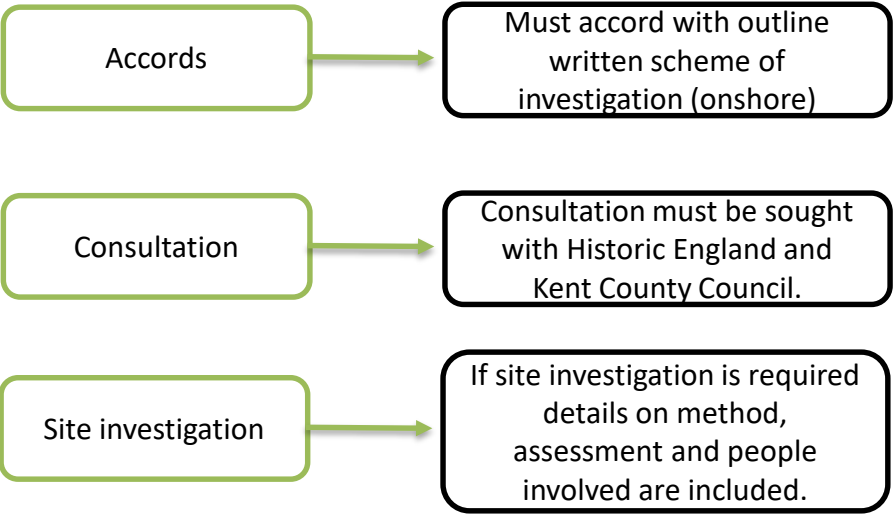 Accords
Must accord with outline
written scheme of
investigation (onshore)
Consultation
Consultation must be sought
with Historic England and
Kent County Council.
Site investigation
If site investigation is required
details on method,
assessment and people
involved are included.